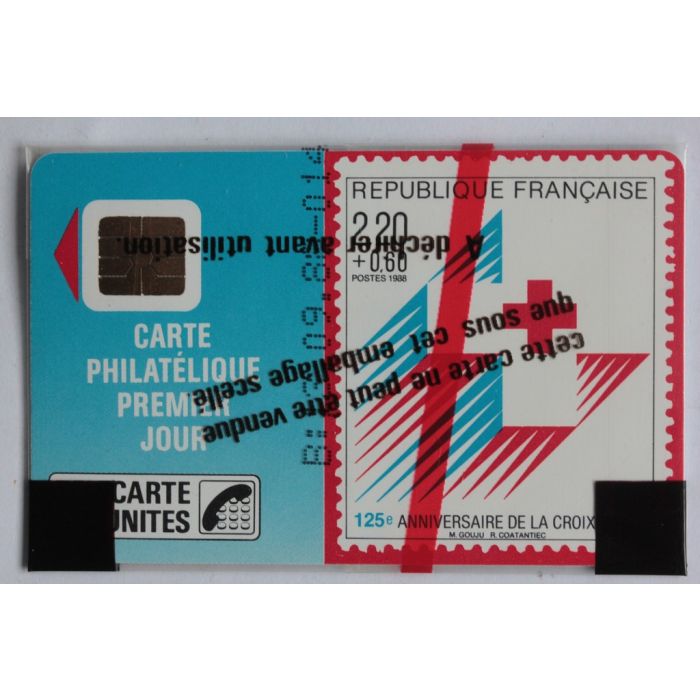 CARTE
PHILATÉLIQUE
PREMIER
JOUR
CARTE
UNITES
REPUBLIQUE FRANÇAISE
2,20
+0,60
POSTES 1988
125e ANNIVERSAIRE DE LA CROIX
M. GOUJU R. COATANTIEC
A déchirer avant utilisation.
cette carte ne peut être vendue
que sous cet emballage scellé.